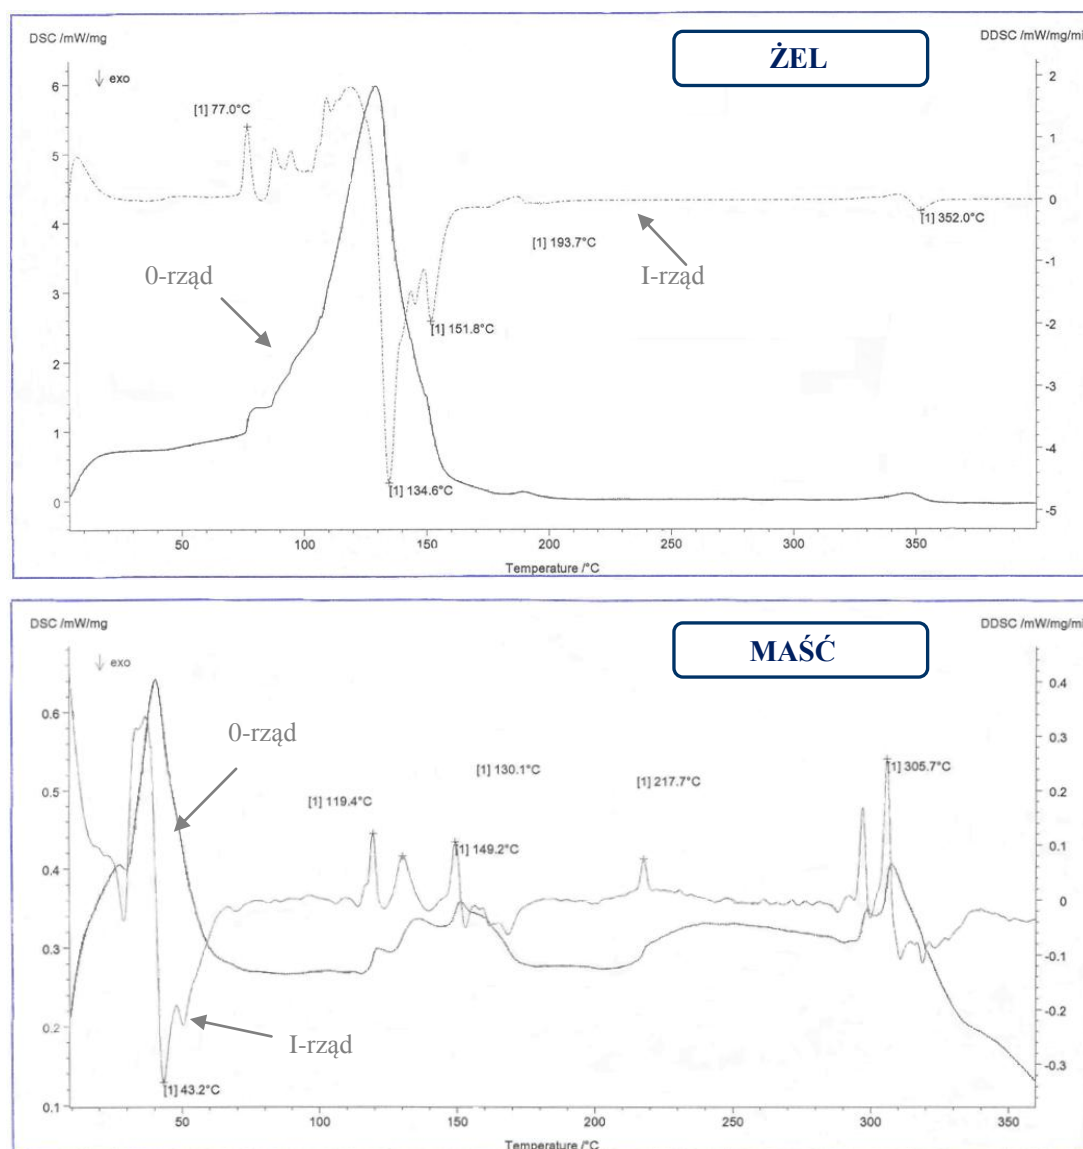 DSC /mW/mg
DDSC /mW/mg/mi
ŻEL
↓ exo
6
5
4
3
2
1
0
2
1
0
-1
-2
-3
-4
-5
[1] 77.0°C
[1] 352.0°C
[1] 193.7°C
0-rząd
I-rząd
[1] 151.8°C
[1] 134.6°C
50
100
150
200
250
300
350
Temperature /°C
DSC /mW/mg
DDSC /mW/mg/mi
MAŚĆ
↓ exo
0.6
0.5
0.4
0.3
0.2
0.1
0.4
0.3
0.2
0.1
0
-0.1
-0.2
-0.3
0-rząd
[1] 130.1°C
[1] 217.7°C
[1] 305.7°C
[1] 119.4°C
[1] 149.2°C
I-rząd
[1] 43.2°C
50
100
150
200
250
300
350
Temperature /°C